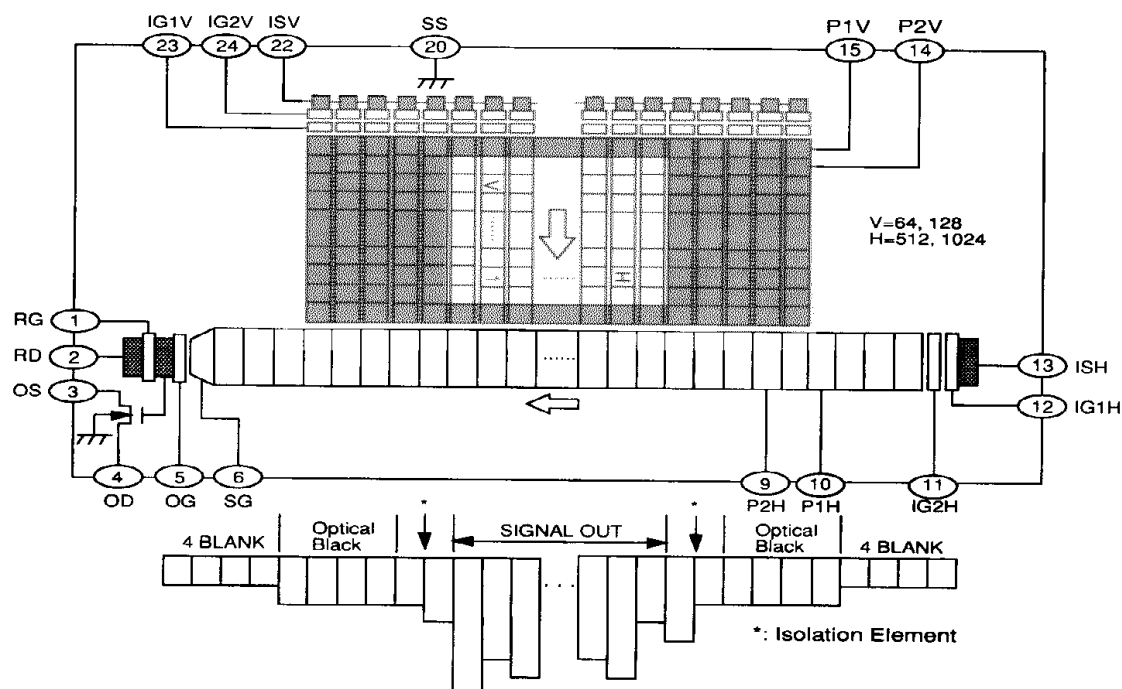 IG1V IG2V ISV SS P1V P2V
23 24 22 20 15 14
V=64, 128
H=512, 1024
V
1
H
RG 1
RD 2
OS 3
13 ISH
12 IG1H
4 5 6 9 10 11
OD OG SG P2H P1H IG2H
* *
4 BLANK Optical Black SIGNAL OUT Optical Black 4 BLANK
*: Isolation Element